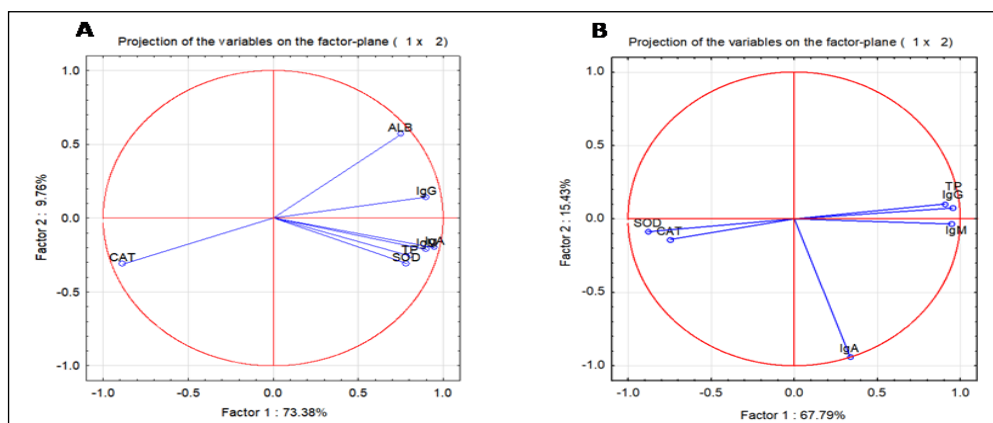 A
Projection of the variables on the factor-plane ( 1 x 2)
1.0
0.5
0.0
-0.5
-1.0
Factor 2 : 9.76%
ALB
IgG
IgA
TP
SOD
CAT
-1.0 -0.5 0.0 0.5 1.0
Factor 1 : 73.38%
B
Projection of the variables on the factor-plane ( 1 x 2)
1.0
0.5
0.0
-0.5
-1.0
Factor 2 : 15.43%
TP
IgG
IgM
SOD
CAT
IgA
-1.0 -0.5 0.0 0.5 1.0
Factor 1 : 67.79%